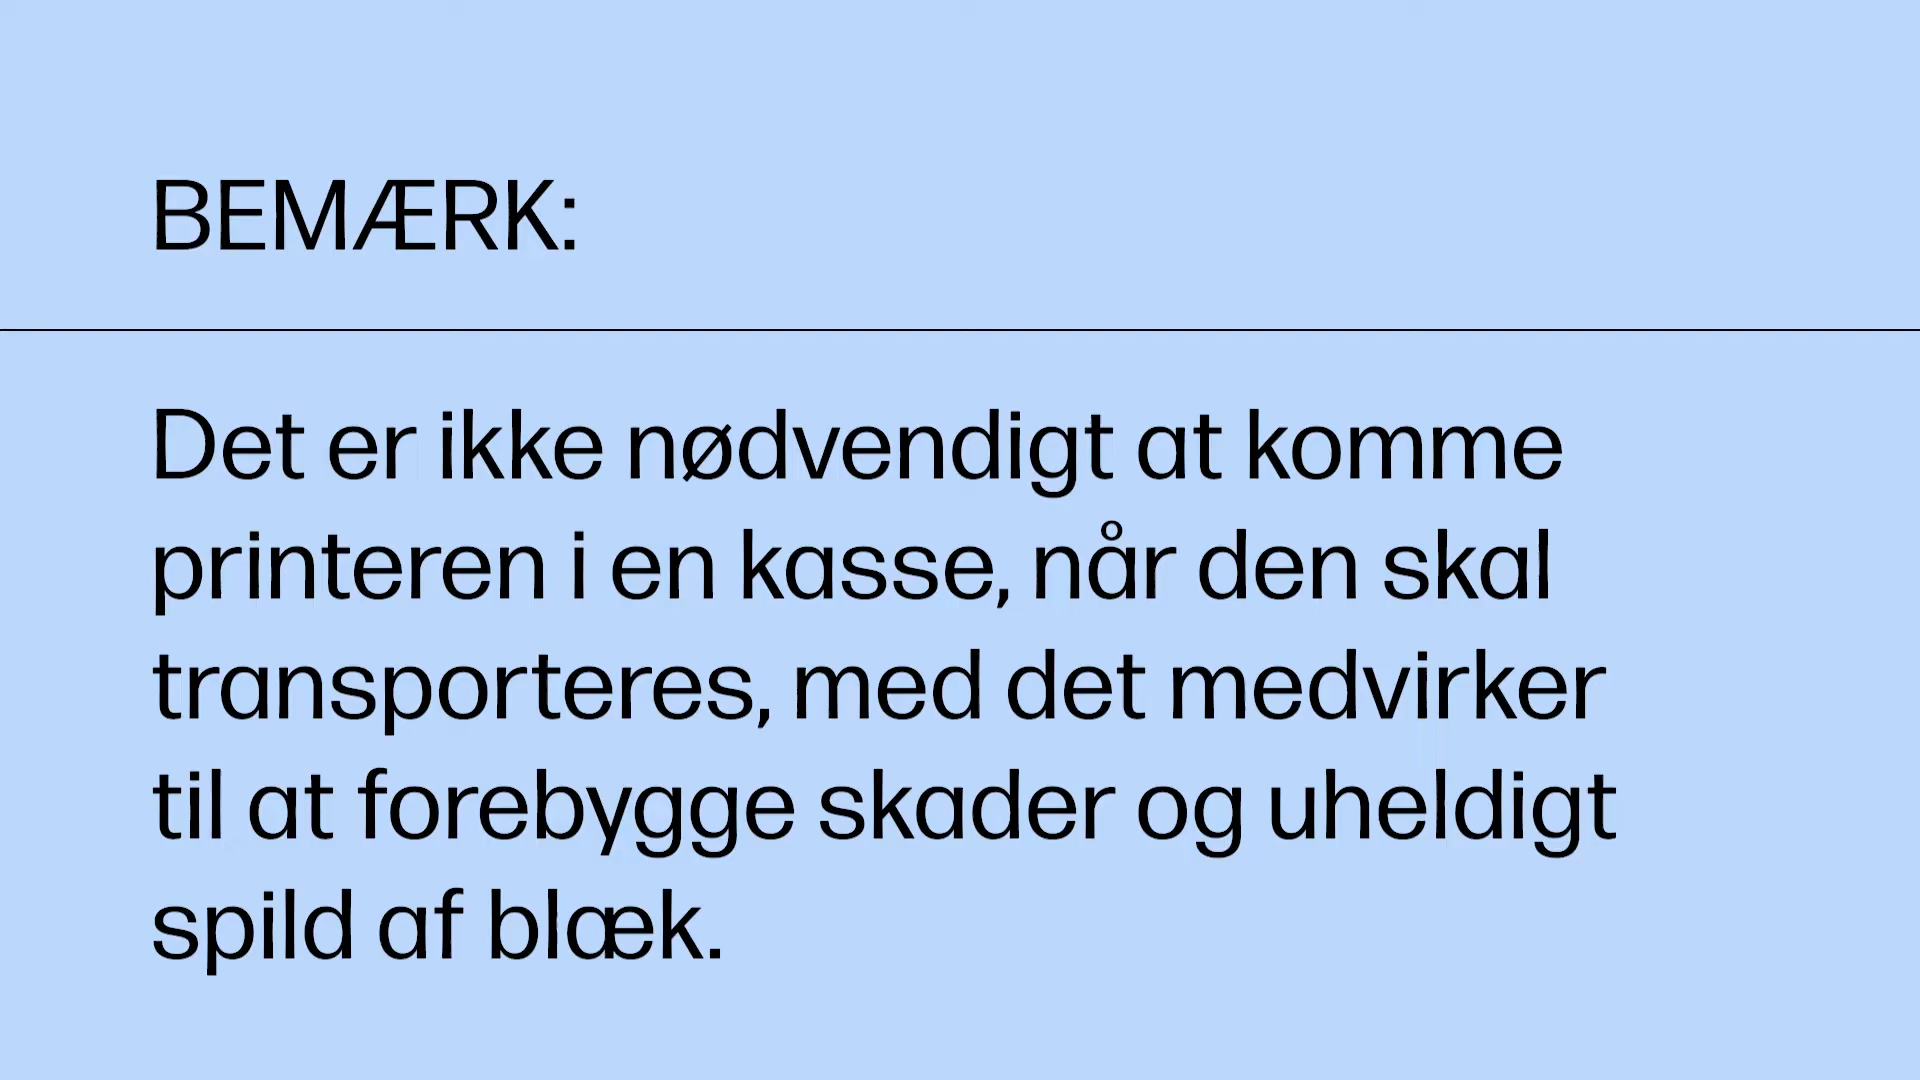 BEMÆRK:
Det er ikke nødvendigt at komme
printeren i en kasse, når den skal
transporteres, med det medvirker
til at forebygge skader og uheldigt
spild af blæk.